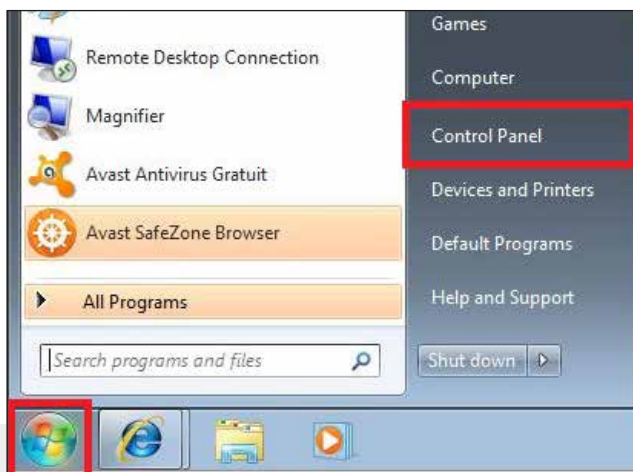 Remote Desktop Connection
Magnifier
Avast Antivirus Gratuit
Avast SafeZone Browser
All Programs
Search programs and files
Games
Computer
Control Panel
Devices and Printers
Default Programs
Help and Support
Shut down